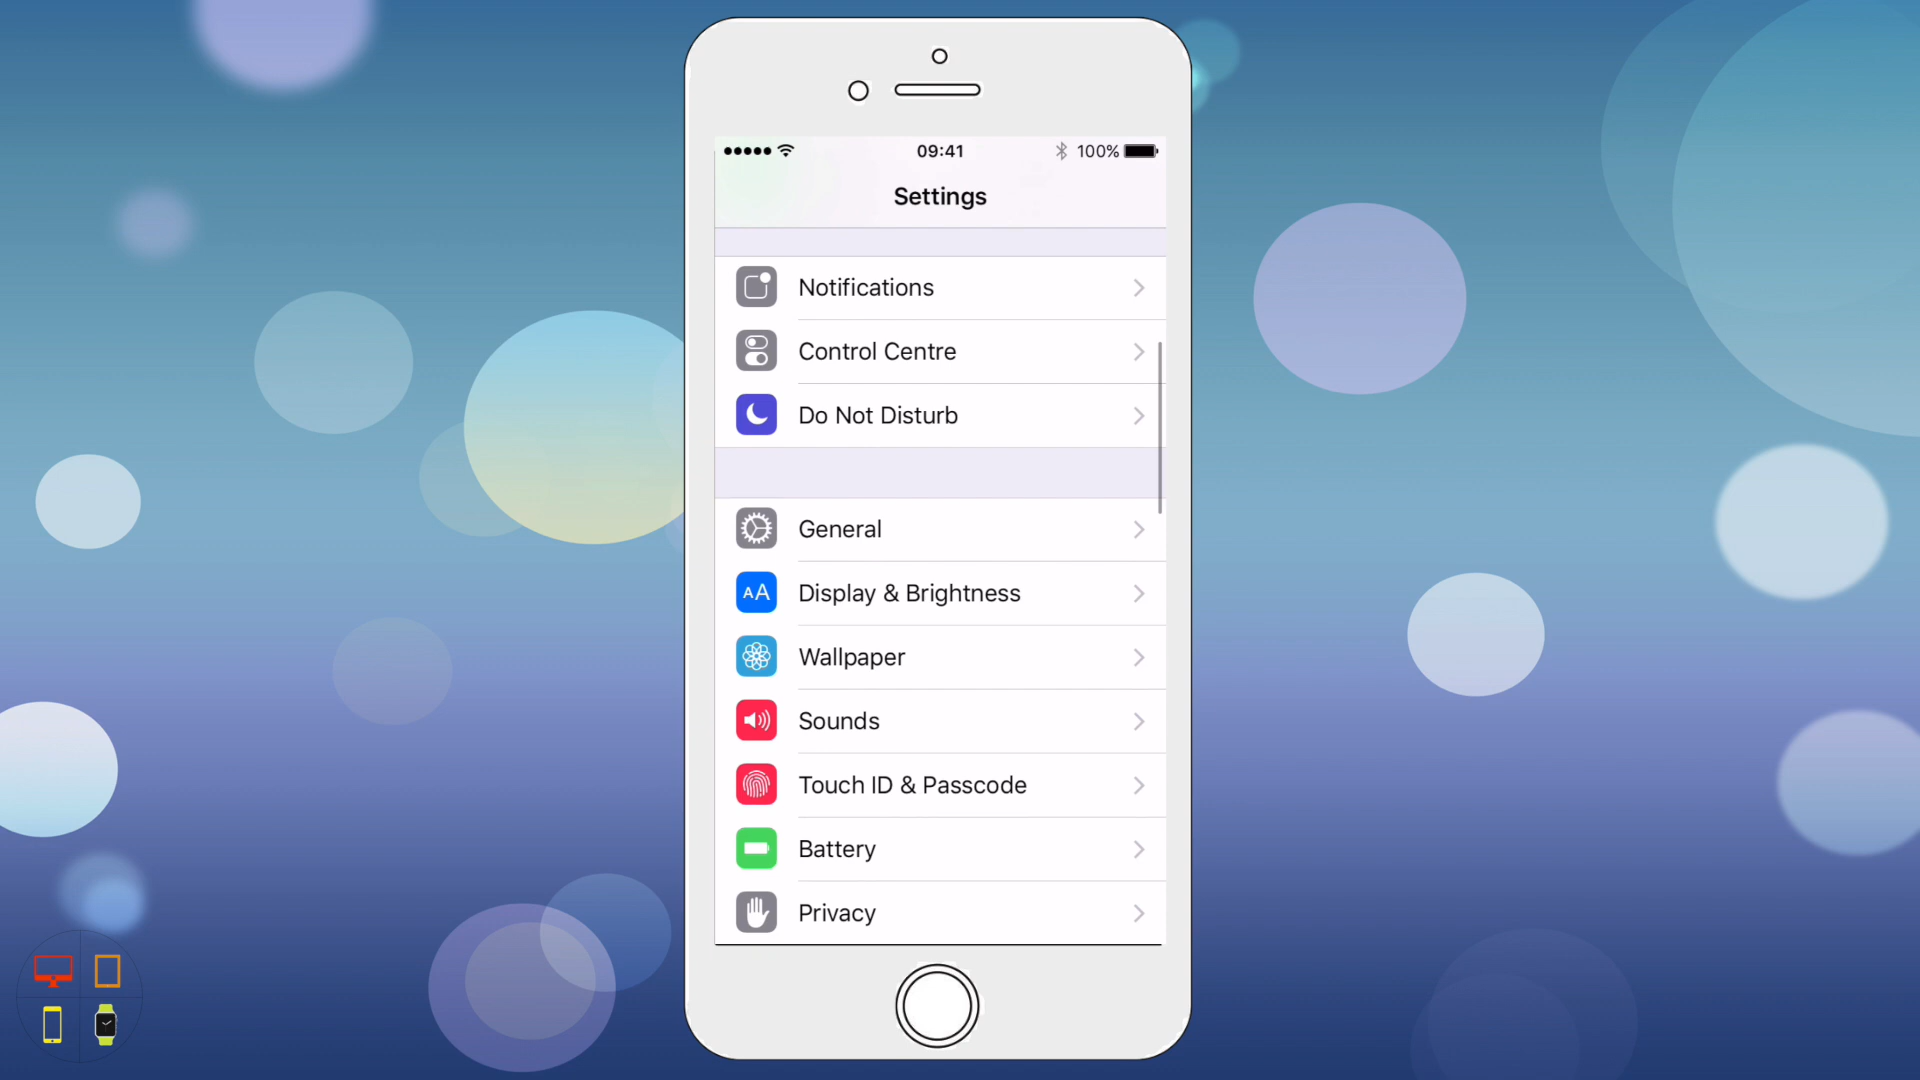 09:41
100%
Settings
Notifications
Control Centre
Do Not Disturb
General
AA Display & Brightness
Wallpaper
Sounds
Touch ID & Passcode
Battery
Privacy